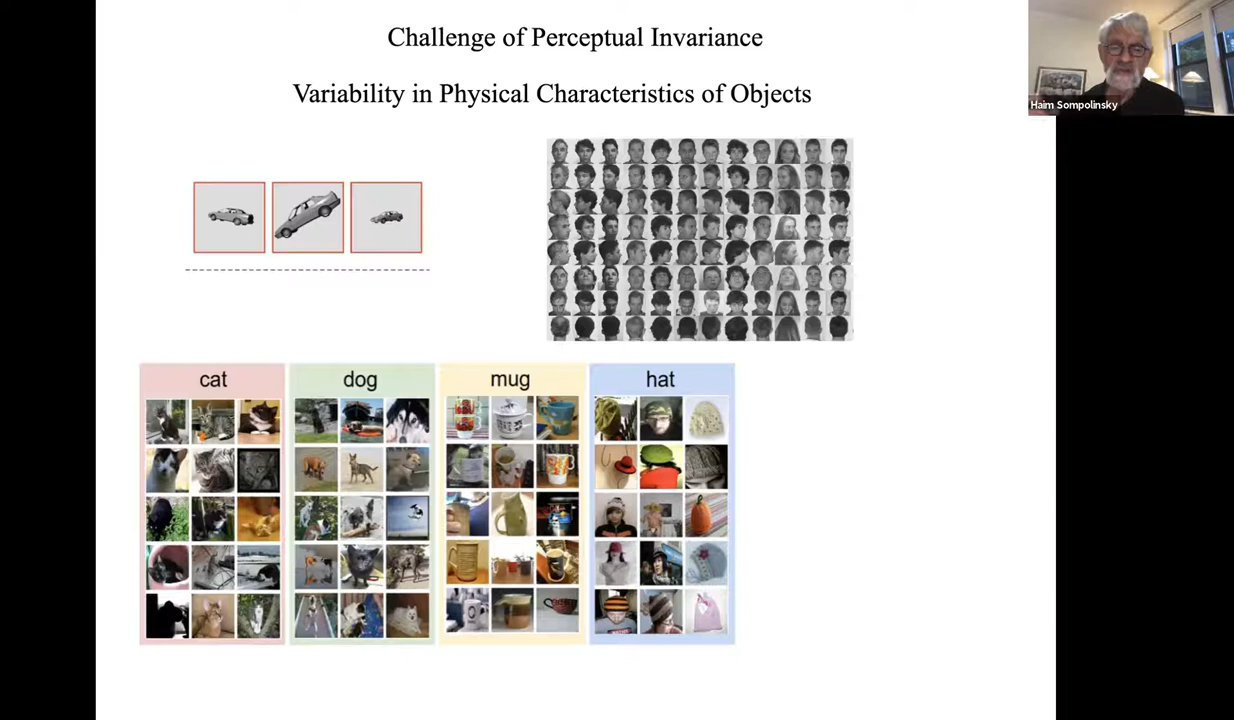 Challenge of Perceptual Invariance
Variability in Physical Characteristics of Objects
Haim Sompolinsky
cat
dog
mug
hat